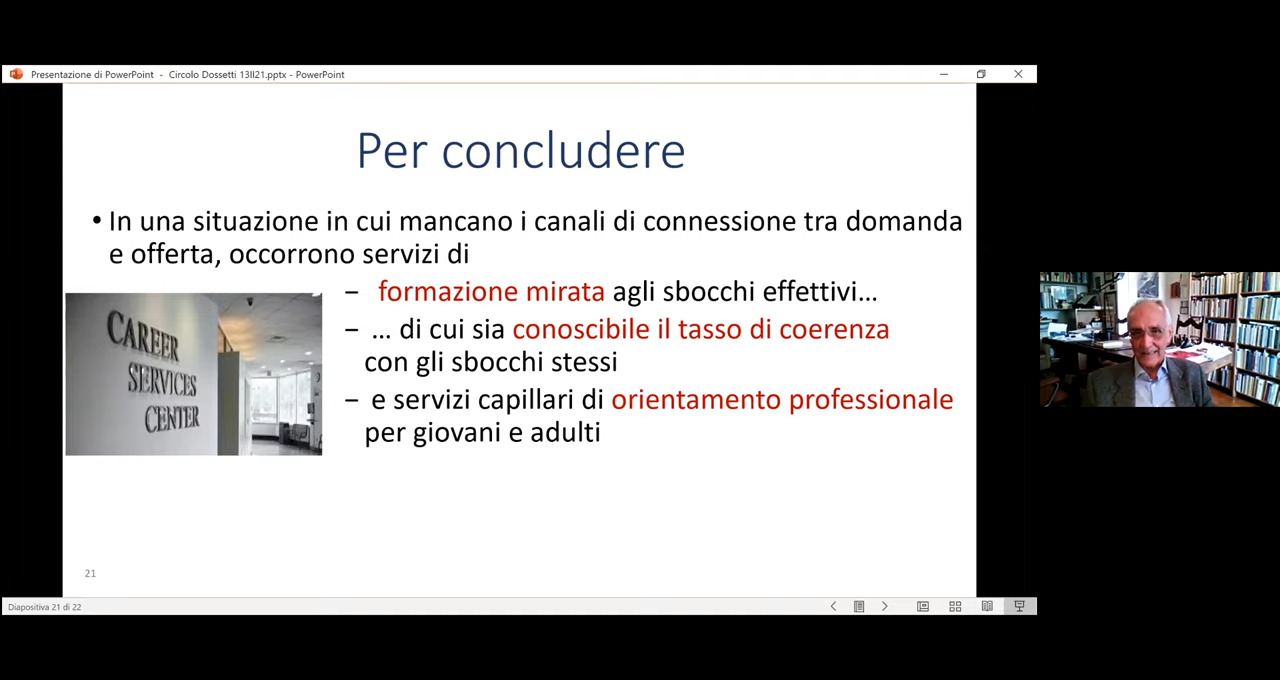 Presentazione di PowerPoint - Circolo Dossetti 13II21.pptx - PowerPoint
Per concludere
• In una situazione in cui mancano i canali di connessione tra domanda
e offerta, occorrono servizi di
– formazione mirata agli sbocchi effettivi…
– … di cui sia conoscibile il tasso di coerenza
con gli sbocchi stessi
– e servizi capillari di orientamento professionale
per giovani e adulti
CAREER
SERVICES
CENTER
21
Diapositiva 21 di 22